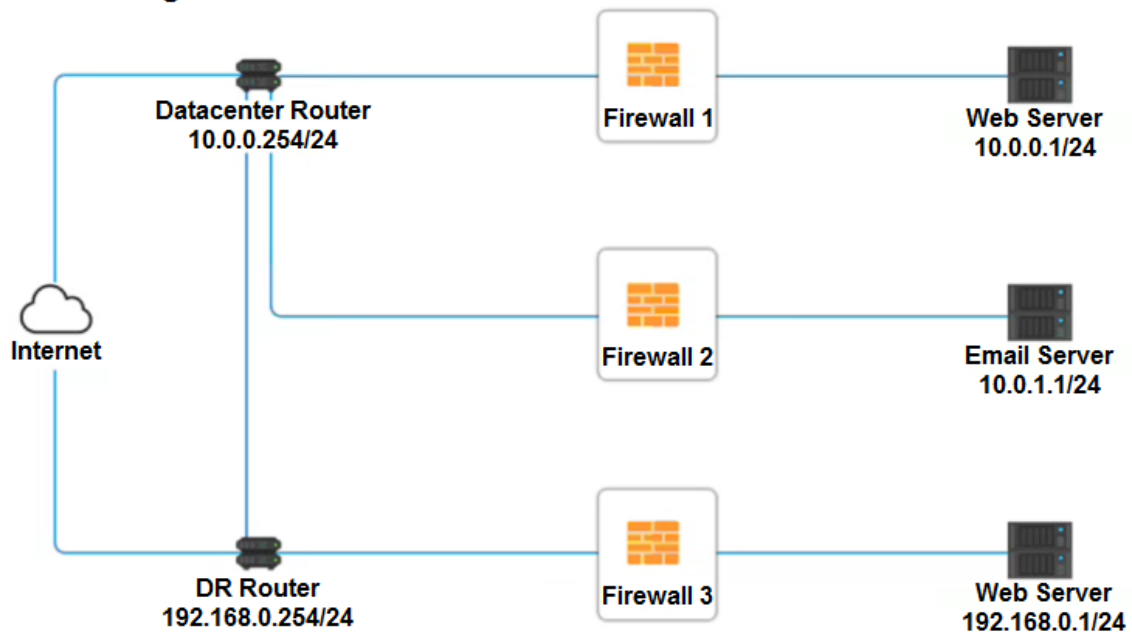 Datacenter Router
10.0.0.254/24
Firewall 1
Web Server
10.0.0.1/24
Internet
Firewall 2
Email Server
10.0.1.1/24
DR Router
192.168.0.254/24
Firewall 3
Web Server
192.168.0.1/24